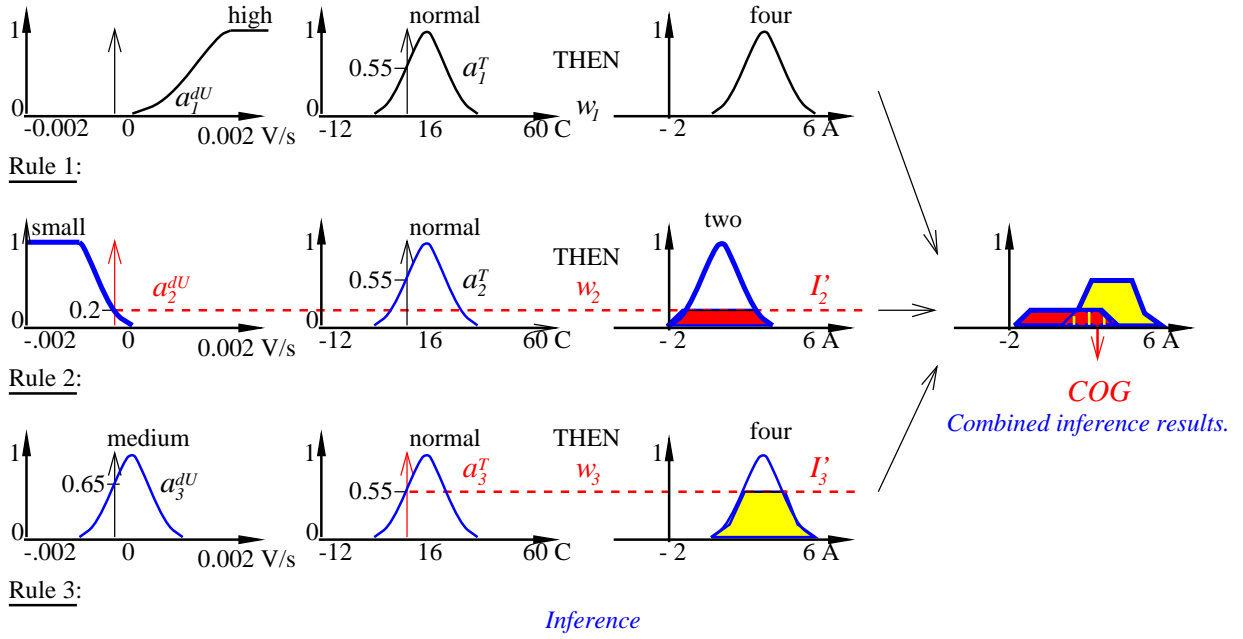 high normal four
1 1 1
0.55 a_1^T THEN
a_1^{dU} w_1
0 0
-0.002 0 0.002 V/s -12 16 60 C - 2 6 A
Rule 1:
small normal two
1 1 THEN 1 1
a_2^{dU} 0.55 a_2^T w_2 I'_2
0.2
0 0
-0.002 0 0.002 V/s -12 16 60 C - 2 6 A -2 6 A
Rule 2:
COG
Combined inference results.
medium normal THEN four
1 1 1
0.65 a_3^{dU} 0.55 a_3^T w_3 I'_3
0 0
-.002 0 0.002 V/s -12 16 60 C - 2 6 A
Rule 3:
Inference